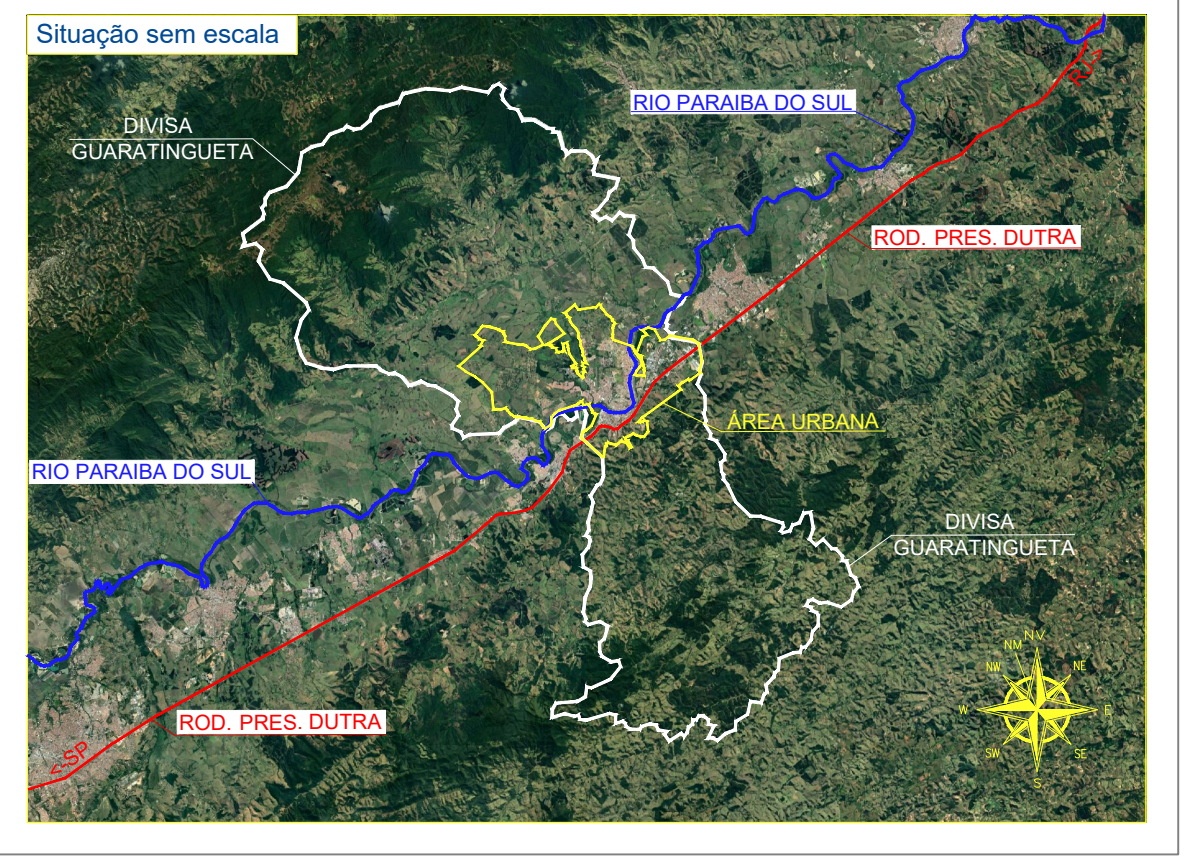 Situação sem escala
RJ->
RIO PARAIBA DO SUL
DIVISA
GUARATINGUETA
ROD. PRES. DUTRA
ÁREA URBANA
RIO PARAIBA DO SUL
DIVISA
GUARATINGUETA
NV
NM
NW
NE
W
E
SW
SE
S
ROD. PRES. DUTRA
<-SP